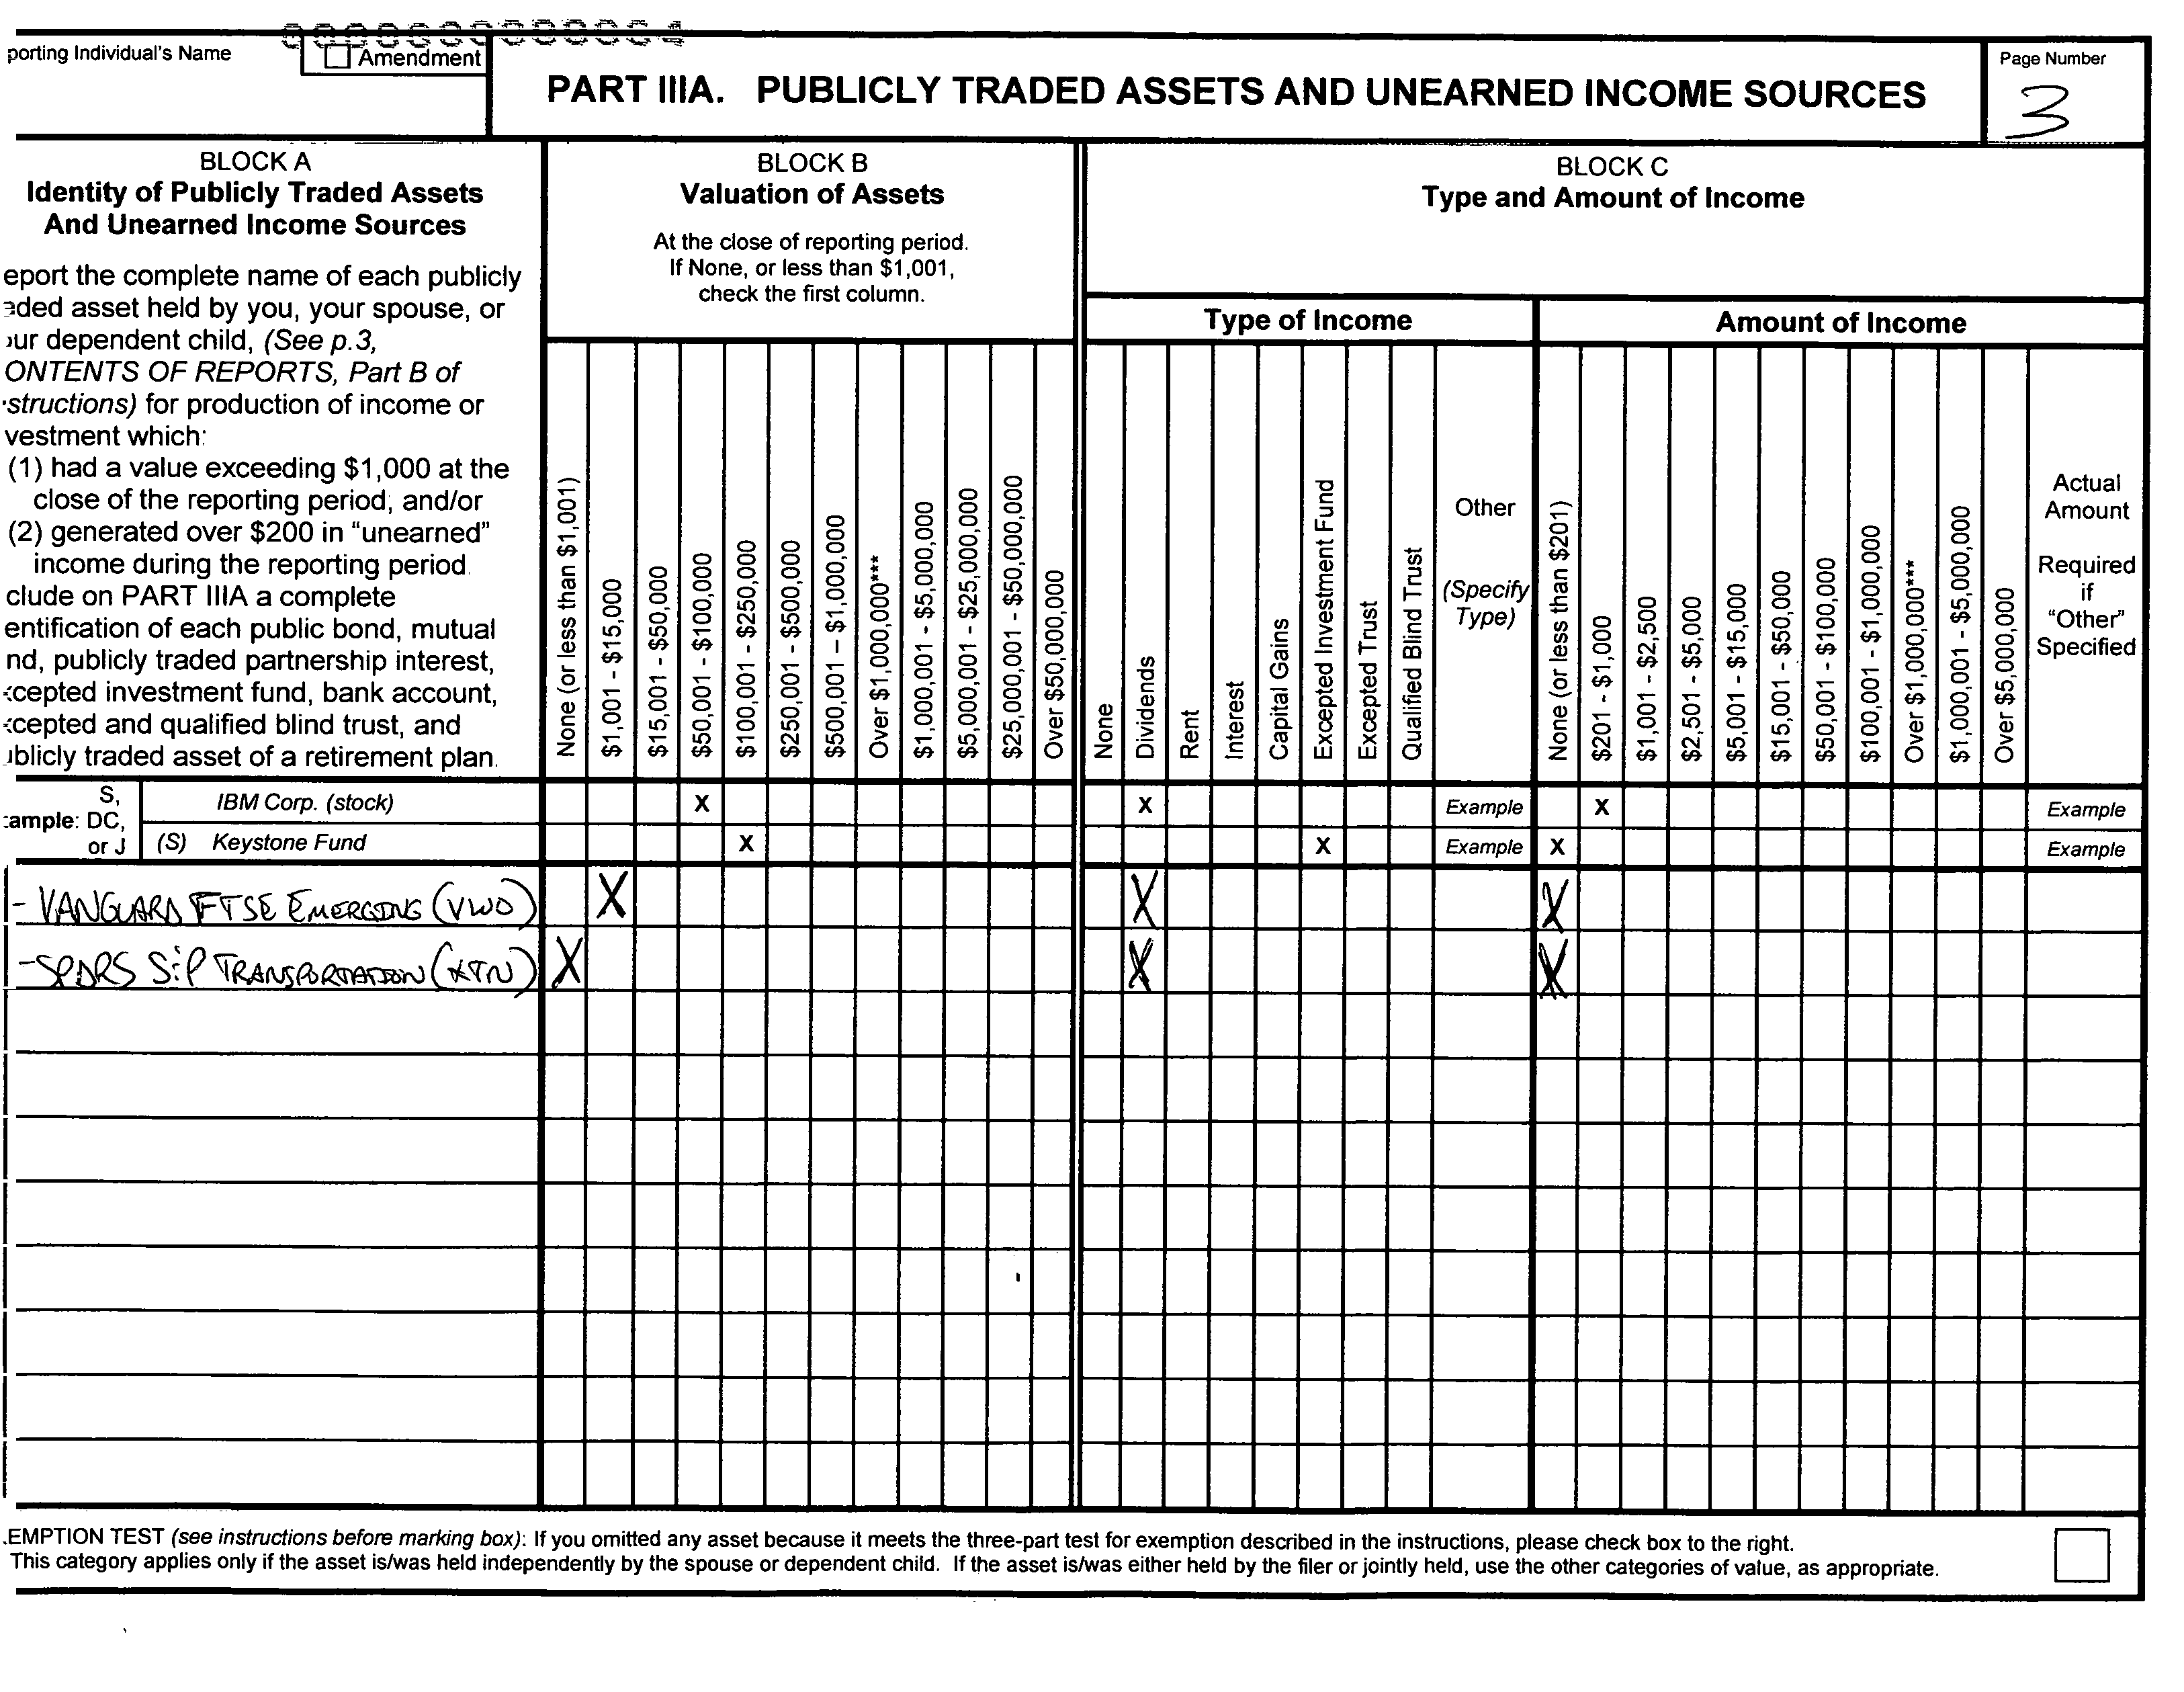 0000000000064
porting Individual's Name
Amendment
PART IIIA. PUBLICLY TRADED ASSETS AND UNEARNED INCOME SOURCES
Page Number
3
BLOCK A
Identity of Publicly Traded Assets
And Unearned Income Sources
eport the complete name of each publicly
ded asset held by you, your spouse, or
ur dependent child, (See p.3,
ONTENTS OF REPORTS, Part B of
structions) for production of income or
vestment which:
(1) had a value exceeding $1,000 at the
close of the reporting period; and/or
(2) generated over $200 in "unearned"
income during the reporting period.
clude on PART IIIA a complete
entification of each public bond, mutual
nd, publicly traded partnership interest,
cepted investment fund, bank account,
cepted and qualified blind trust, and
blicly traded asset of a retirement plan.
BLOCK B
Valuation of Assets
At the close of reporting period.
If None, or less than $1,001,
check the first column.
None (or less than $1,001)
$1,001 - $15,000
$15,001 - $50,000
$50,001 - $100,000
$100,001 - $250,000
$250,001 - $500,000
$500,001 – $1,000,000
Over $1,000,000***
$1,000,001 - $5,000,000
$5,000,001 - $25,000,000
$25,000,001 - $50,000,000
Over $50,000,000
BLOCK C
Type and Amount of Income
Type of Income
None
Dividends
Rent
Interest
Capital Gains
Excepted Investment Fund
Excepted Trust
Qualified Blind Trust
Other
(Specify
Type)
Amount of Income
None (or less than $201)
$201 - $1,000
$1,001 - $2,500
$2,501 - $5,000
$5,001 - $15,000
$15,001 - $50,000
$50,001 - $100,000
$100,001 - $1,000,000
Over $1,000,000***
$1,000,001 - $5,000,000
Over $5,000,000
Actual
Amount
Required
if
"Other"
Specified
ample:
S,
DC,
or J
IBM Corp. (stock) X X Example X Example
(S) Keystone Fund X X Example X Example
- VANGUARD FTSE EMERGING (VWO) X X X
- SPDRS S&P TRANSPORTATION (XTN) X X X
EMPTION TEST (see instructions before marking box): If you omitted any asset because it meets the three-part test for exemption described in the instructions, please check box to the right.
This category applies only if the asset is/was held independently by the spouse or dependent child. If the asset is/was either held by the filer or jointly held, use the other categories of value, as appropriate.